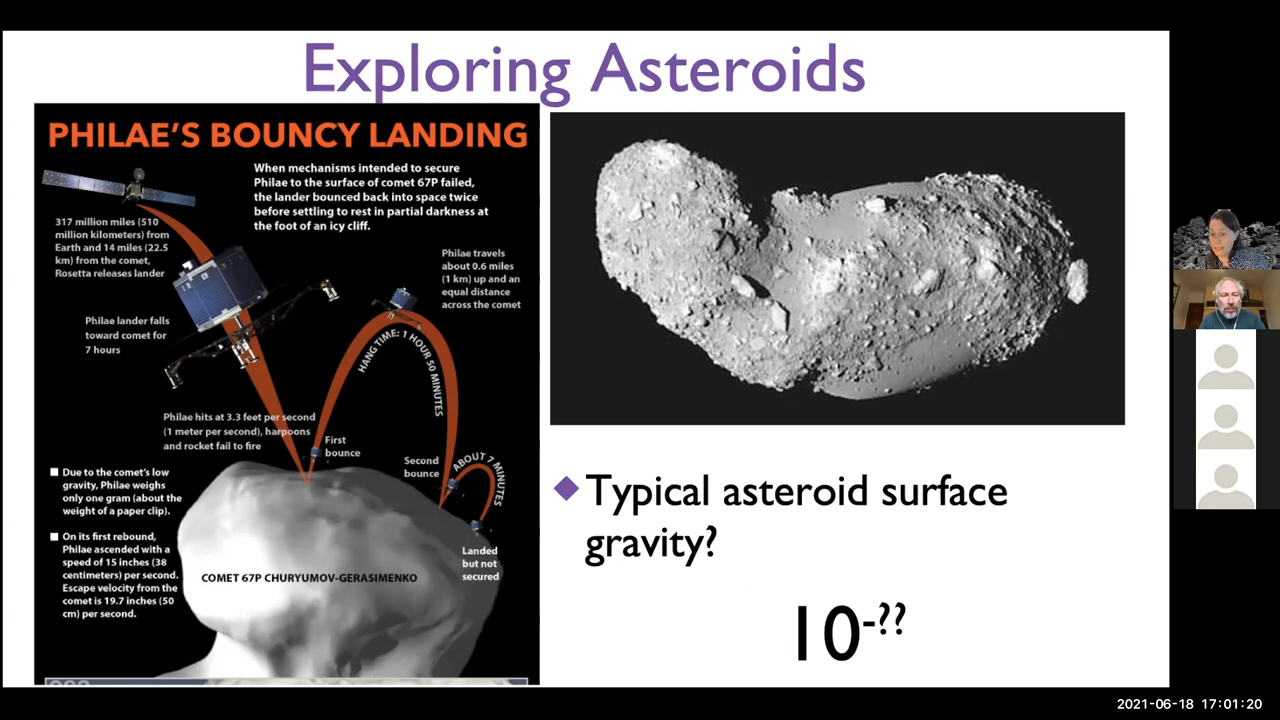 Exploring Asteroids
PHILAE'S BOUNCY LANDING
When mechanisms intended to secure
Philae to the surface of comet 67P failed,
the lander bounced back into space twice
before settling to rest in partial darkness at
the foot of an icy cliff.
317 million miles (510
million kilometers) from
Earth and 14 miles (22.5
km) from the comet,
Rosetta releases lander
Philae travels
about 0.6 miles
(1 km) up and an
equal distance
across the comet
Philae lander falls
toward comet for
7 hours
HANG TIME: 1 HOUR 50 MINUTES
Philae hits at 3.3 feet per second
(1 meter per second), harpoons
and rocket fail to fire
First
bounce
Second
bounce
ABOUT 7 MINUTES
Due to the comet's low
gravity, Philae weighs
only one gram (about the
weight of a paper clip).
On its first rebound,
Philae ascended with a
speed of 15 inches (38
centimeters) per second.
Escape velocity from the
comet is 19.7 inches (50
cm) per second.
Landed
but not
secured
COMET 67P CHURYUMOV-GERASIMENKO
Typical asteroid surface
gravity?
10-??
2021-06-18 17:01:20